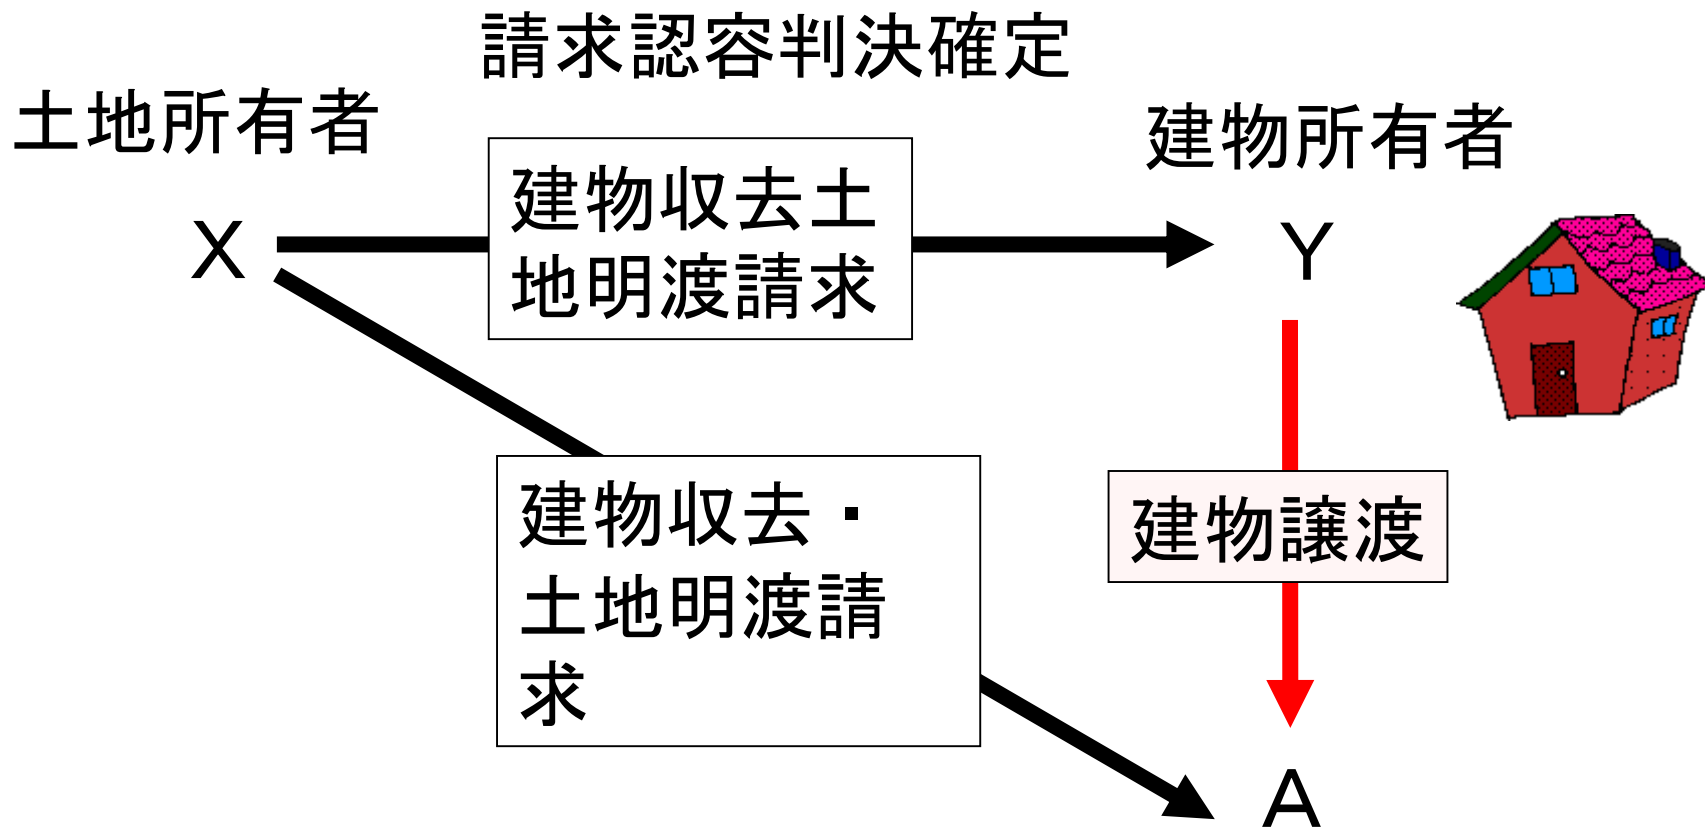 請求認容判決確定
土地所有者
建物所有者
建物収去土
地明渡請求
X
Y
建物収去・
土地明渡請
求
建物譲渡
A